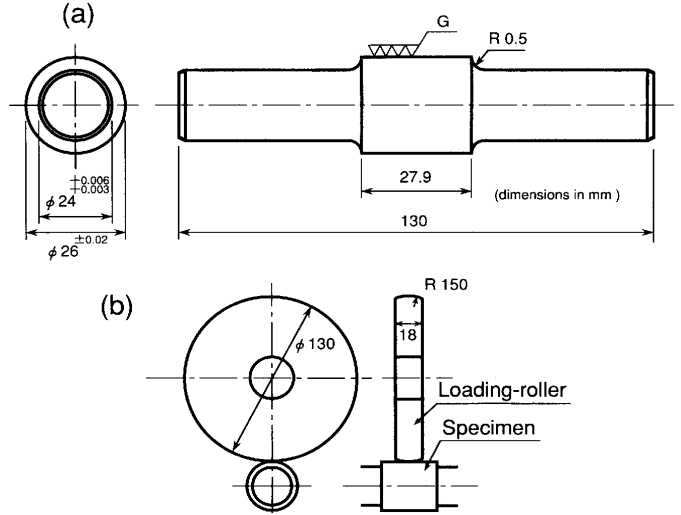 (a)
G
R 0.5
+0.006
+0.003
φ 24
±0.02
φ 26
27.9
(dimensions in mm )
130
(b)
R 150
φ 130
18
Loading-roller
Specimen